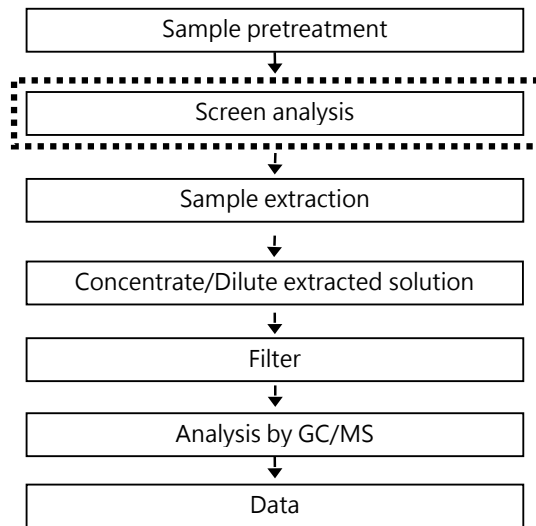 Sample pretreatment
Screen analysis
Sample extraction
Concentrate/Dilute extracted solution
Filter
Analysis by GC/MS
Data